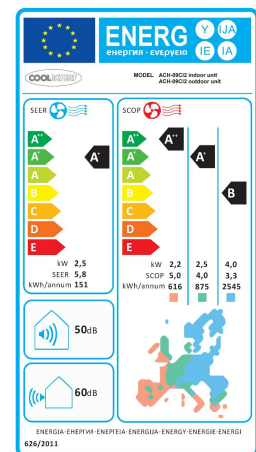 ENERG Y IJA
енергия · ενεργεια IE IA
COOLEXPERT
MODEL ACH-09CI2 indoor unit
ACH-09CI2 outdoor unit
SEER
SCOP
A++ A++
A+ A+ A+ A+
A A
B B B
C C
D D
E E
kW 2,5 kW 2,2 2,5 4,0
SEER 5,8 SCOP 5,0 4,0 3,3
kWh/annum 151 kWh/annum 616 875 2545
50dB
60dB
ENERGIA·ЕНЕРГИЯ·ΕΝΕΡΓΕΙΑ·ENERGIJA·ENERGY·ENERGIE·ENERGI
626/2011